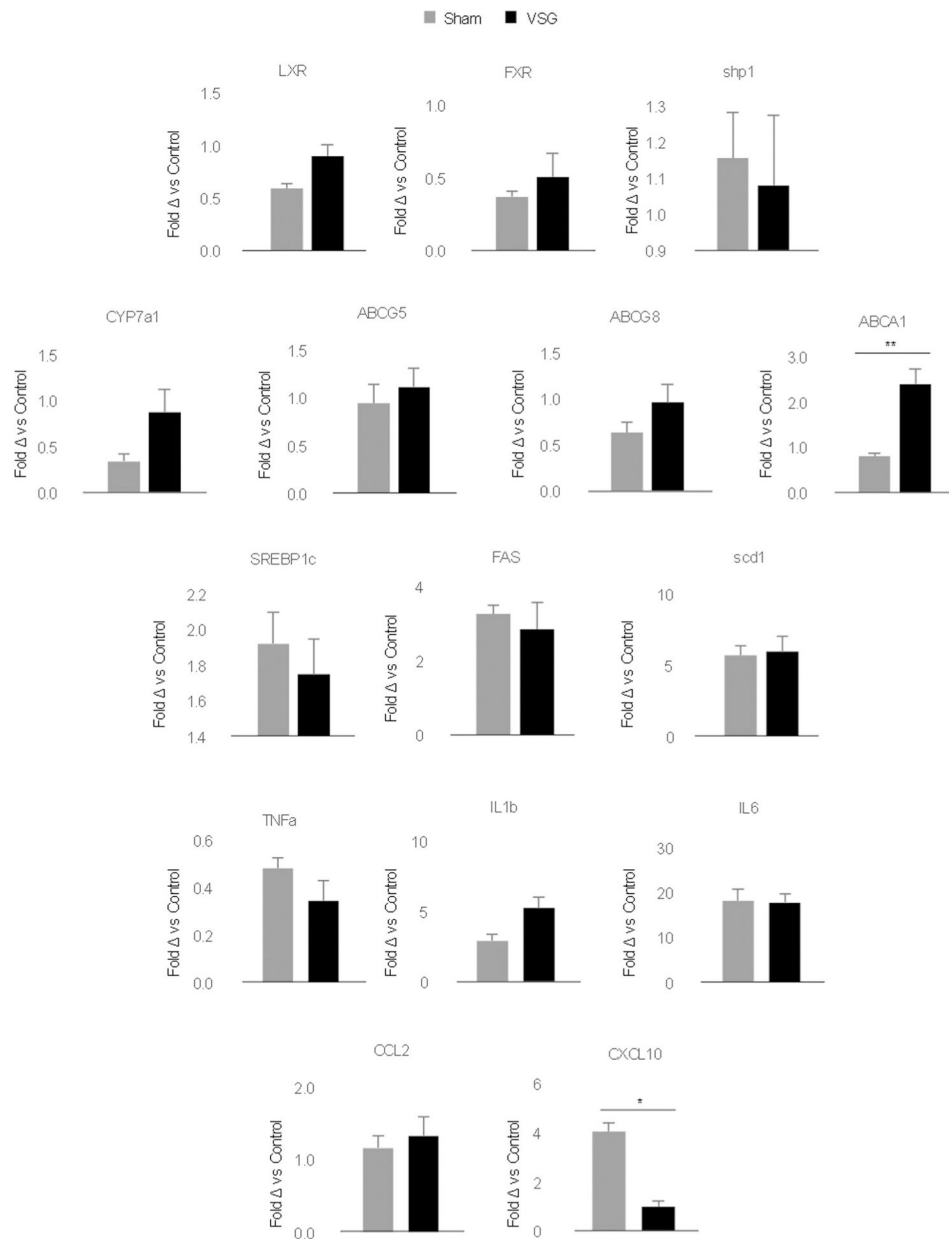 Sham VSG
LXR
Fold Δ vs Control
1.5
1.0
0.5
0.0
FXR
Fold Δ vs Control
1.0
0.5
0.0
shp1
Fold Δ vs Control
1.3
1.2
1.1
1.0
0.9
CYP7a1
Fold Δ vs Control
1.5
1.0
0.5
0.0
ABCG5
Fold Δ vs Control
1.5
1.0
0.5
0.0
ABCG8
Fold Δ vs Control
1.5
1.0
0.5
0.0
ABCA1
Fold Δ vs Control
3.0
2.0
1.0
0.0
**
SREBP1c
Fold Δ vs Control
2.2
2.0
1.8
1.6
1.4
FAS
Fold Δ vs Control
4
2
0
scd1
Fold Δ vs Control
10
5
0
TNFa
Fold Δ vs Control
0.6
0.4
0.2
0.0
IL1b
Fold Δ vs Control
10
5
0
IL6
Fold Δ vs Control
30
20
10
0
CCL2
Fold Δ vs Control
2.0
1.0
0.0
CXCL10
Fold Δ vs Control
6
4
2
0
*